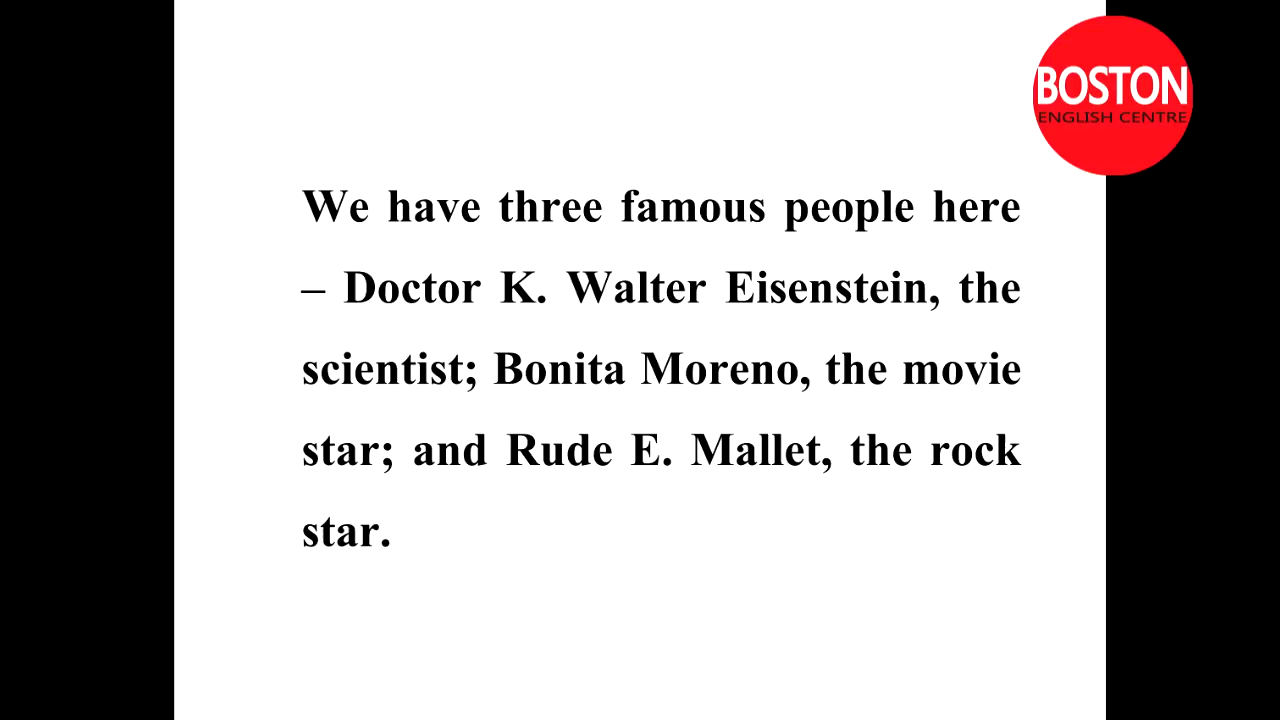 BOSTON
ENGLISH CENTRE
We have three famous people here
– Doctor K. Walter Eisenstein, the
scientist; Bonita Moreno, the movie
star; and Rude E. Mallet, the rock
star.